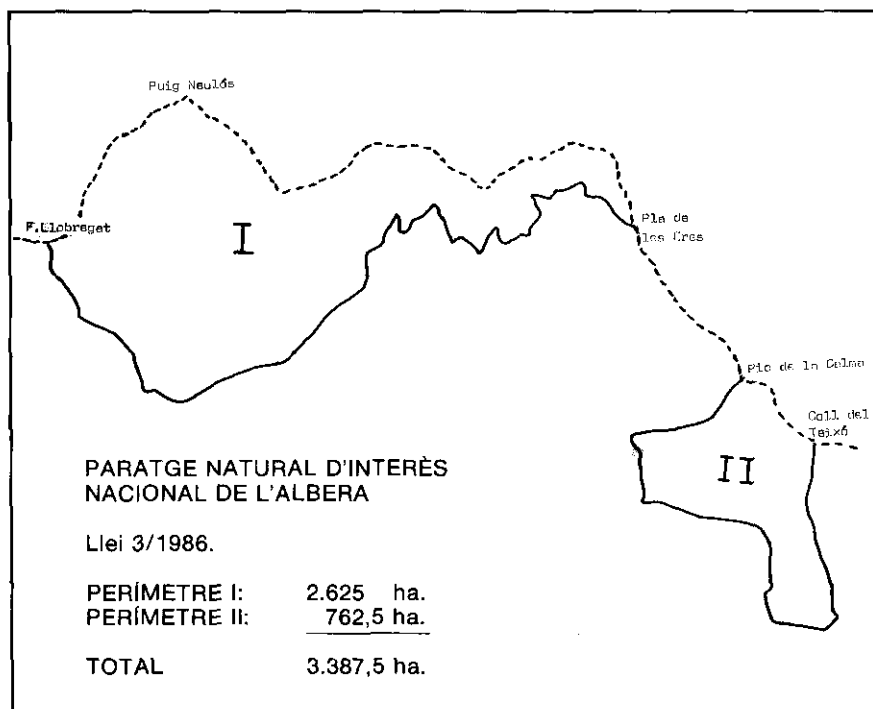 Puig Neulós
F.Llobregat
I
Pla de
les Eres
Pic de la Calma
Coll del
Teixó
II
PARATGE NATURAL D'INTERÈS
NACIONAL DE L'ALBERA
Llei 3/1986.
PERÍMETRE I: 2.625 ha.
PERÍMETRE II: 762,5 ha.
TOTAL 3.387,5 ha.